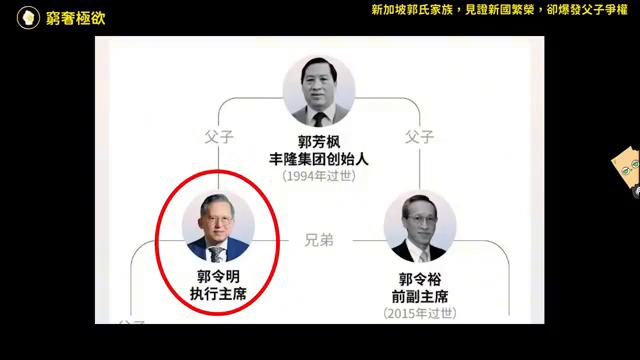 窮奢極欲
新加坡郭氏家族，見證新國繁榮，卻爆發父子爭權
父子
父子
郭芳枫
丰隆集团创始人
（1994年过世）
兄弟
郭令明
执行主席
郭令裕
前副主席
（2015年过世）
父子